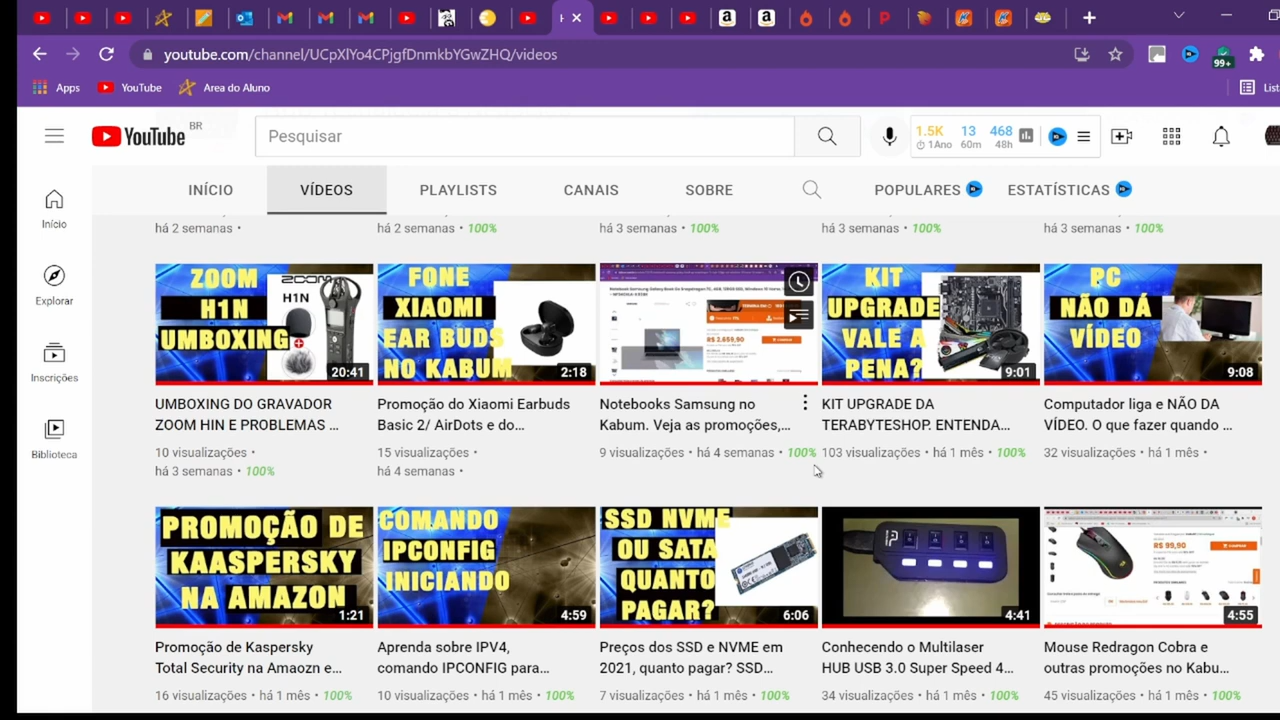 youtube.com/channel/UCpXlYo4CPjgfDnmkbYGwZHQ/videos
99+
Apps YouTube Area do Aluno
List
YouTube BR
Pesquisar
1.5K 13 468
1Ano 60m 48h
INÍCIO VÍDEOS PLAYLISTS CANAIS SOBRE POPULARES ESTATÍSTICAS
Início
Explorar
Inscrições
Biblioteca
há 2 semanas •
há 2 semanas • 100%
há 3 semanas • 100%
há 3 semanas • 100%
há 3 semanas • 100%
ZOOM
H1N
UMBOXING
zoom
H1N
20:41
UMBOXING DO GRAVADOR
ZOOM HIN E PROBLEMAS ...
10 visualizações •
há 3 semanas • 100%
FONE
XIAOMI
EAR BUDS
NO KABUM
2:18
Promoção do Xiaomi Earbuds
Basic 2/ AirDots e do...
15 visualizações •
há 4 semanas •
R$ 2.659,90
Notebooks Samsung no
Kabum. Veja as promoções,...
9 visualizações • há 4 semanas • 100%
KIT
UPGRADE
VALE A
PENA?
9:01
KIT UPGRADE DA
TERABYTESHOP. ENTENDA...
103 visualizações • há 1 mês • 100%
PC
NÃO DÁ
VÍDEO
9:08
Computador liga e NÃO DA
VÍDEO. O que fazer quando ...
32 visualizações • há 1 mês •
PROMOÇÃO DE
KAASPERSKY
NA AMAZON
1:21
Promoção de Kaspersky
Total Security na Amaozn e...
16 visualizações • há 1 mês • 100%
COMANDO
IPCONFIG
INICIANDO
4:59
Aprenda sobre IPV4,
comando IPCONFIG para...
10 visualizações • há 1 mês • 100%
SSD NVME
OU SATA
QUANTO
PAGAR?
6:06
Preços dos SSD e NVME em
2021, quanto pagar? SSD...
7 visualizações • há 1 mês • 100%
4:41
Conhecendo o Multilaser
HUB USB 3.0 Super Speed 4...
34 visualizações • há 1 mês • 100%
R$ 99,90
4:55
Mouse Redragon Cobra e
outras promoções no Kabu...
45 visualizações • há 1 mês • 100%